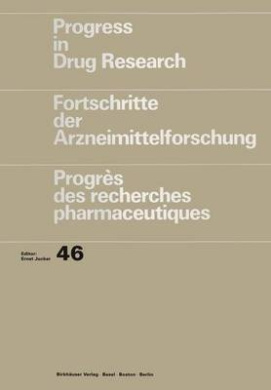 Progress
in
Drug Research
Fortschritte
der
Arzneimittelforschung
Progrès
des recherches
pharmaceutiques
Editor:
Ernst Jucker
46
Birkhäuser Verlag · Basel · Boston · Berlin